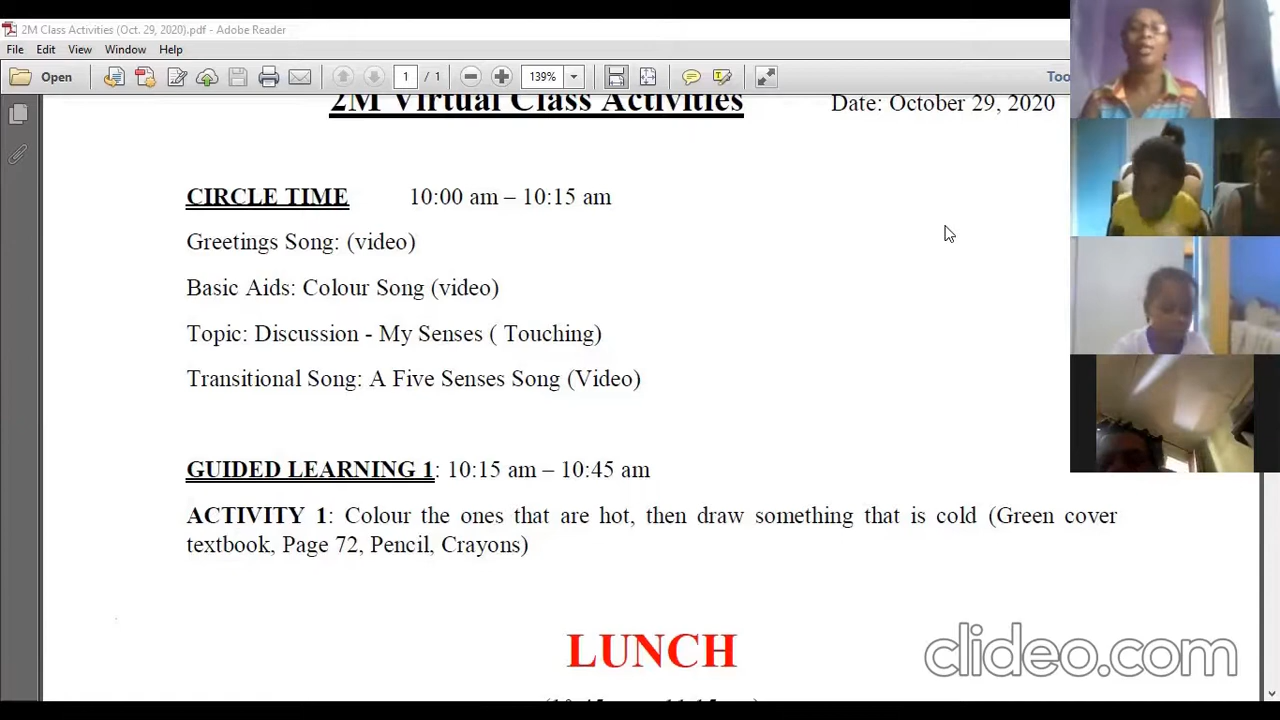 2M Class Activities (Oct. 29, 2020).pdf - Adobe Reader
File Edit View Window Help
Open 1 / 1 139% Too
2M Virtual Class Activities Date: October 29, 2020
CIRCLE TIME 10:00 am – 10:15 am
Greetings Song: (video)
Basic Aids: Colour Song (video)
Topic: Discussion - My Senses ( Touching)
Transitional Song: A Five Senses Song (Video)
GUIDED LEARNING 1: 10:15 am – 10:45 am
ACTIVITY 1: Colour the ones that are hot, then draw something that is cold (Green cover
textbook, Page 72, Pencil, Crayons)
LUNCH
clideo.com